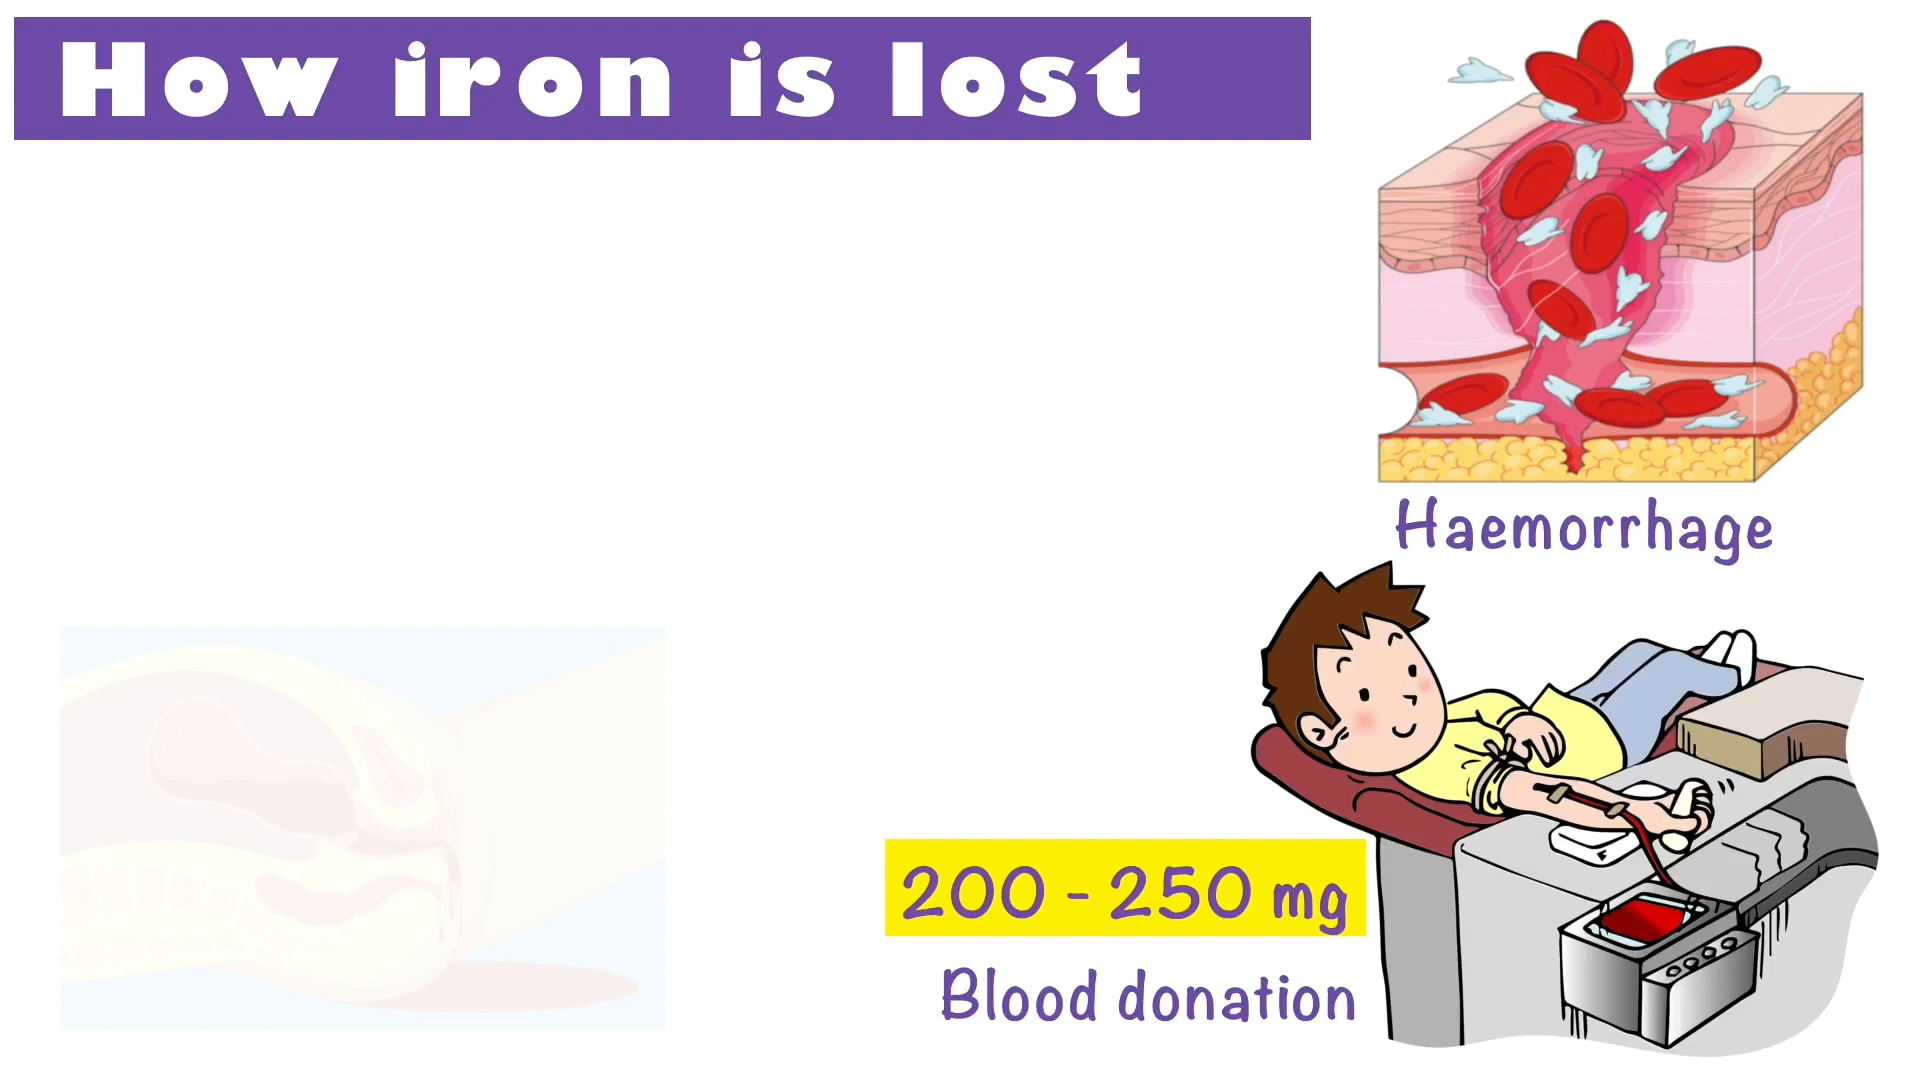 How iron is lost
Haemorrhage
200 - 250 mg
Blood donation